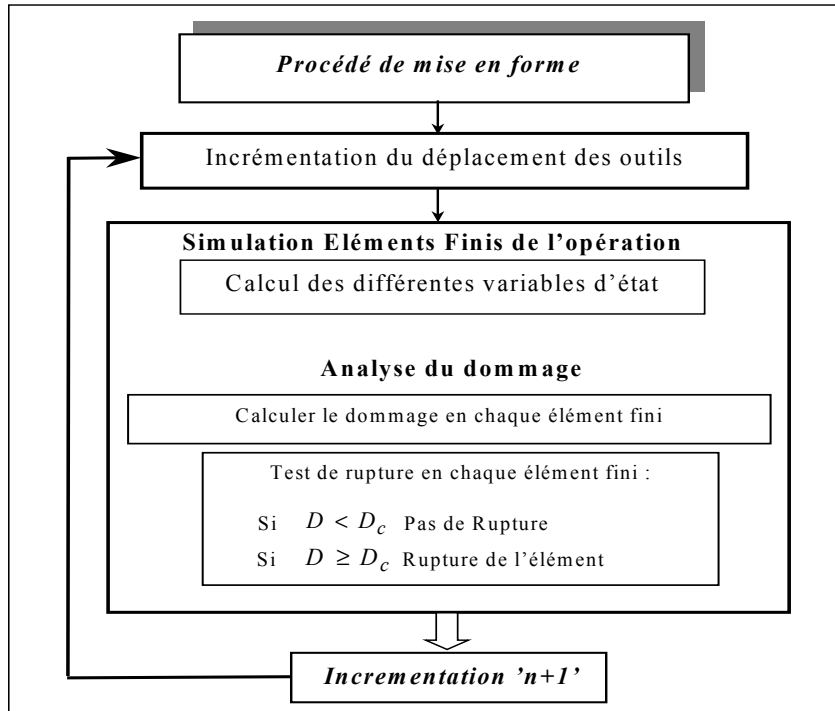 Procédé de mise en forme
Incrémentation du déplacement des outils
Simulation Eléments Finis de l'opération
Calcul des différentes variables d'état
Analyse du dommage
Calculer le dommage en chaque élément fini
Test de rupture en chaque élément fini :
Si D < D_c Pas de Rupture
Si D ≥ D_c Rupture de l'élément
Incrementation 'n+1'